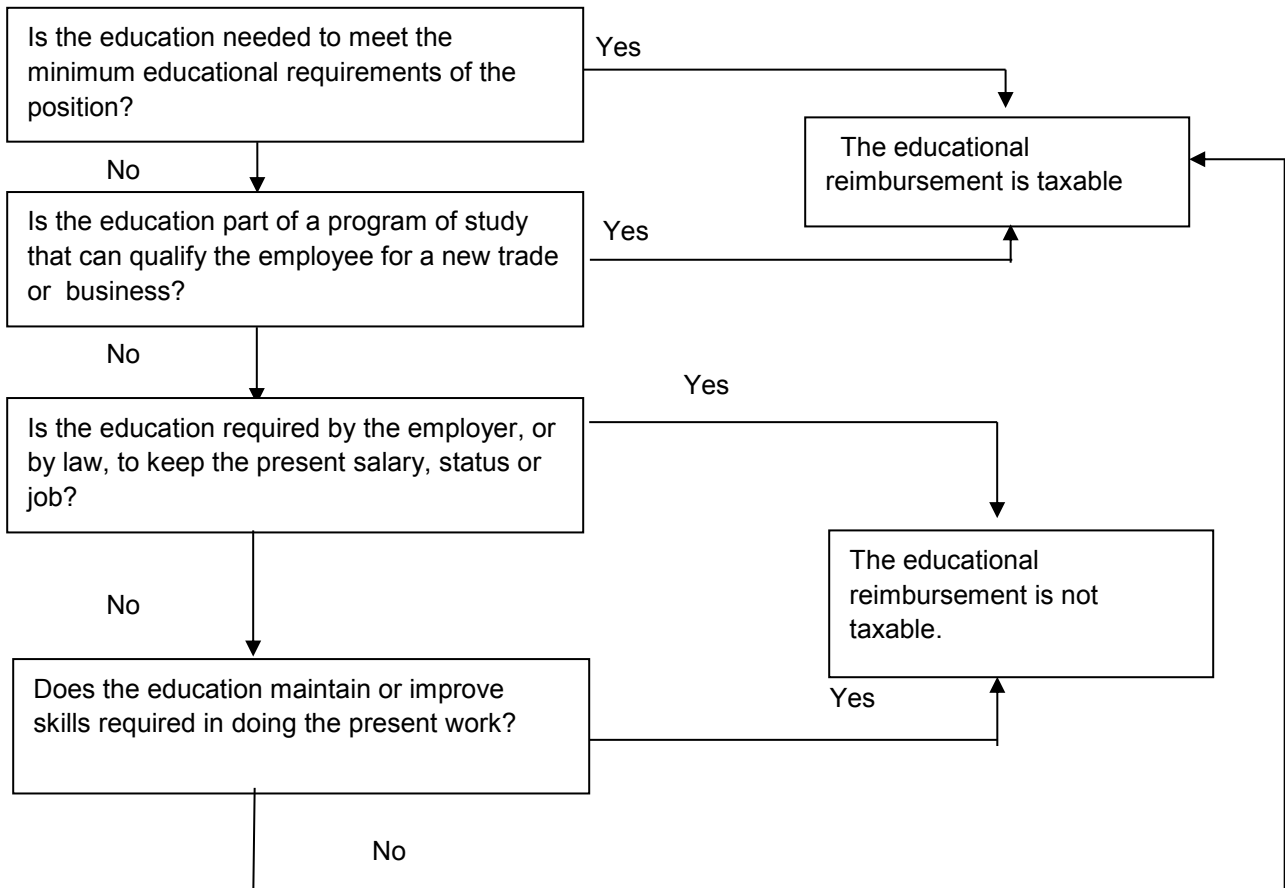 Is the education needed to meet the
minimum educational requirements of the
position?
Yes
The educational
reimbursement is taxable
No
Is the education part of a program of study
that can qualify the employee for a new trade
or  business?
Yes
No
Is the education required by the employer, or
by law, to keep the present salary, status or
job?
Yes
The educational
reimbursement is not
taxable.
No
Does the education maintain or improve
skills required in doing the present work?
Yes
No